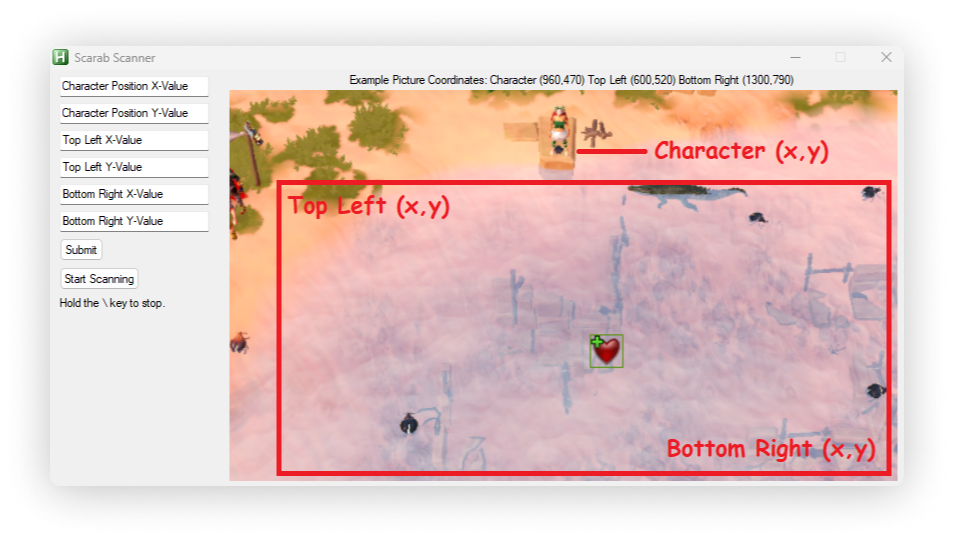 Scarab Scanner
Example Picture Coordinates: Character (960,470) Top Left (600,520) Bottom Right (1300,790)
Character Position X-Value
Character Position Y-Value
Top Left X-Value
Top Left Y-Value
Bottom Right X-Value
Bottom Right Y-Value
Submit
Start Scanning
Hold the \ key to stop.
Character (x,y)
Top Left (x,y)
Bottom Right (x,y)